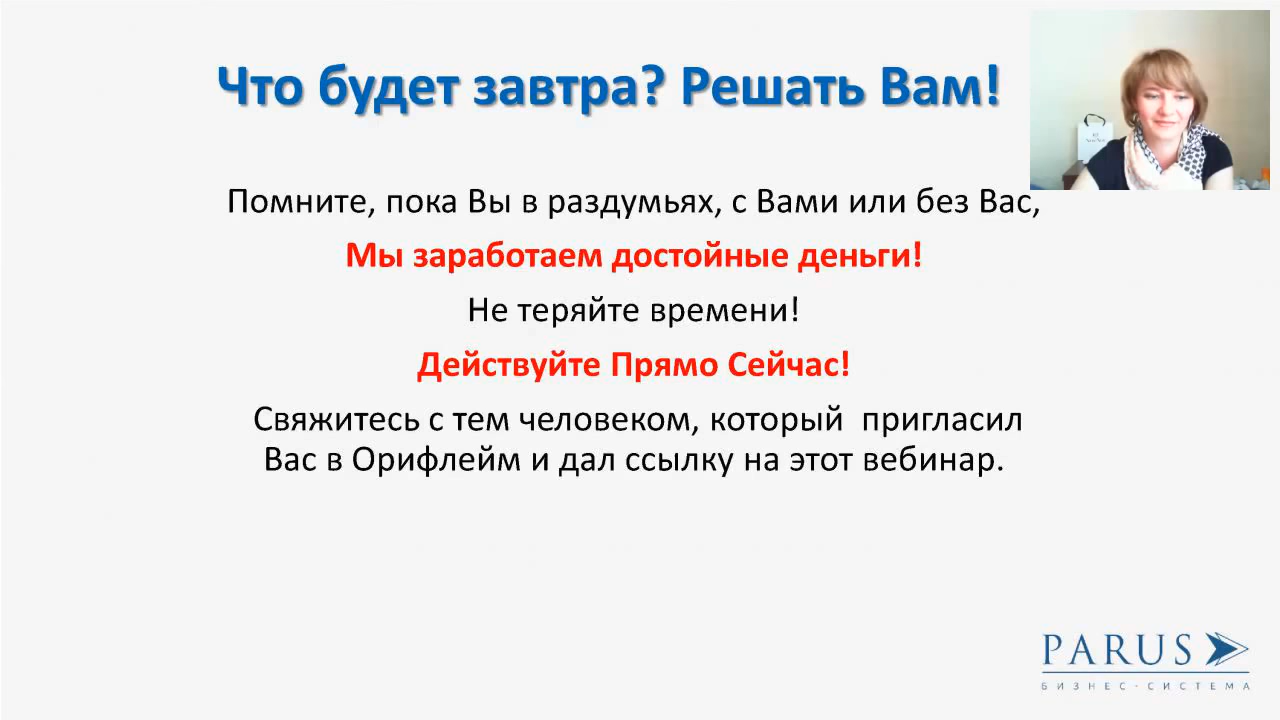 Что будет завтра? Решать Вам!
Помните, пока Вы в раздумьях, с Вами или без Вас,
Мы заработаем достойные деньги!
Не теряйте времени!
Действуйте Прямо Сейчас!
Свяжитесь с тем человеком, который  пригласил
Вас в Орифлейм и дал ссылку на этот вебинар.
PARUS
БИЗНЕС-СИСТЕМА